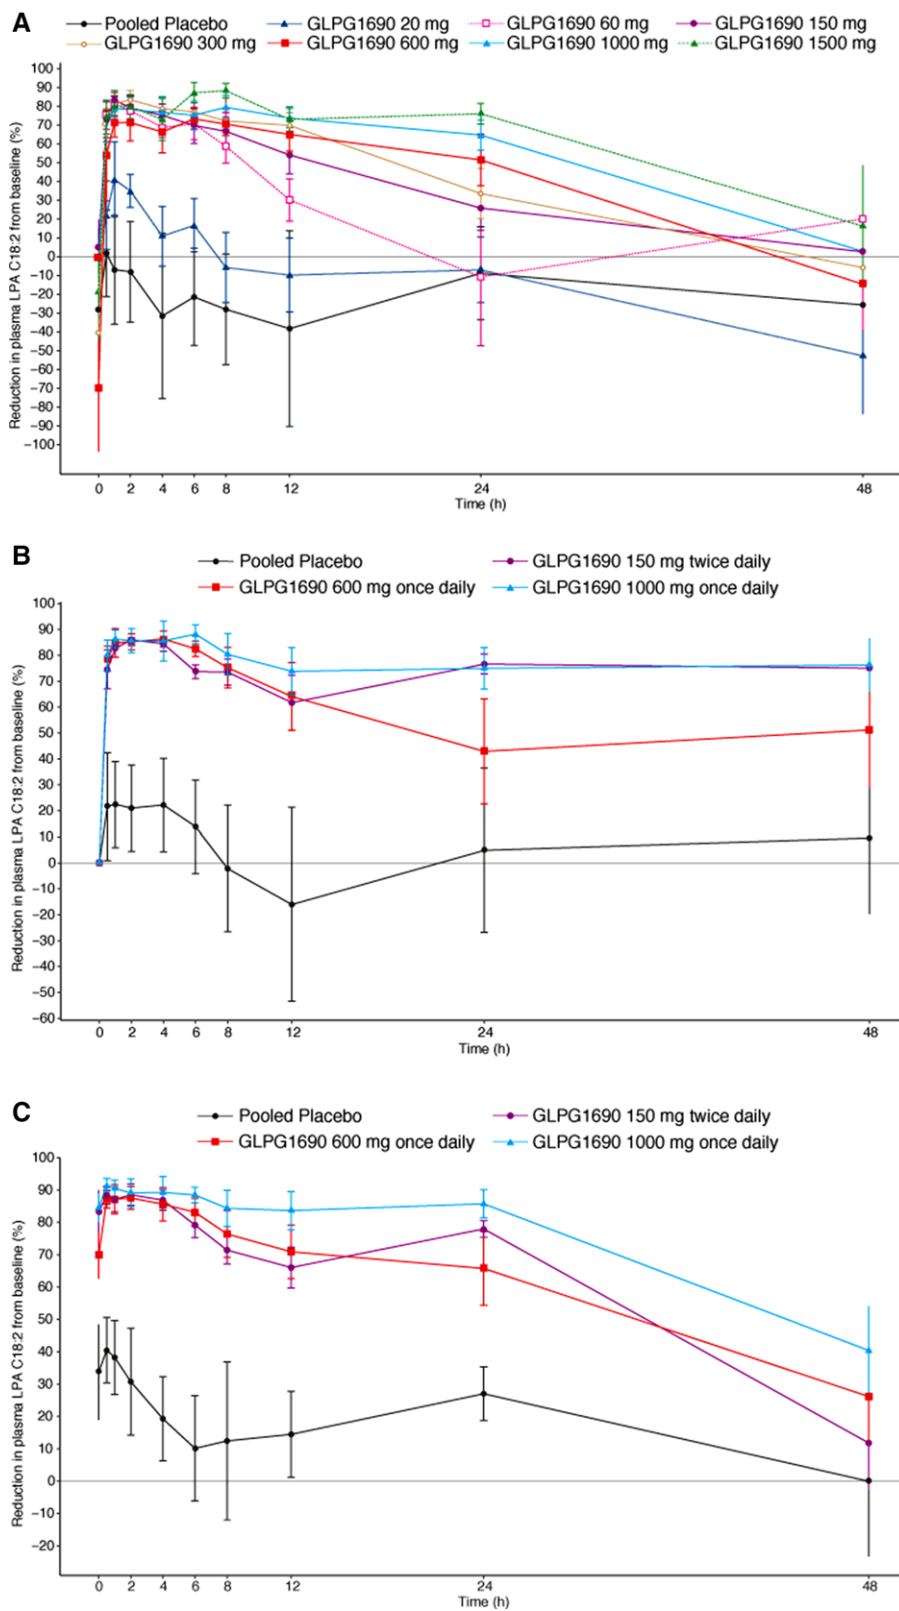 A
Pooled Placebo GLPG1690 20 mg GLPG1690 60 mg GLPG1690 150 mg
GLPG1690 300 mg GLPG1690 600 mg GLPG1690 1000 mg GLPG1690 1500 mg
Reduction in plasma LPA C18:2 from baseline (%)
100
90
80
70
60
50
40
30
20
10
0
−10
−20
−30
−40
−50
−60
−70
−80
−90
−100
0 2 4 6 8 12 24 48
Time (h)
B
Pooled Placebo GLPG1690 150 mg twice daily
GLPG1690 600 mg once daily GLPG1690 1000 mg once daily
Reduction in plasma LPA C18:2 from baseline (%)
100
90
80
70
60
50
40
30
20
10
0
−10
−20
−30
−40
−50
−60
0 2 4 6 8 12 24 48
Time (h)
C
Pooled Placebo GLPG1690 150 mg twice daily
GLPG1690 600 mg once daily GLPG1690 1000 mg once daily
Reduction in plasma LPA C18:2 from baseline (%)
100
90
80
70
60
50
40
30
20
10
0
−10
−20
0 2 4 6 8 12 24 48
Time (h)